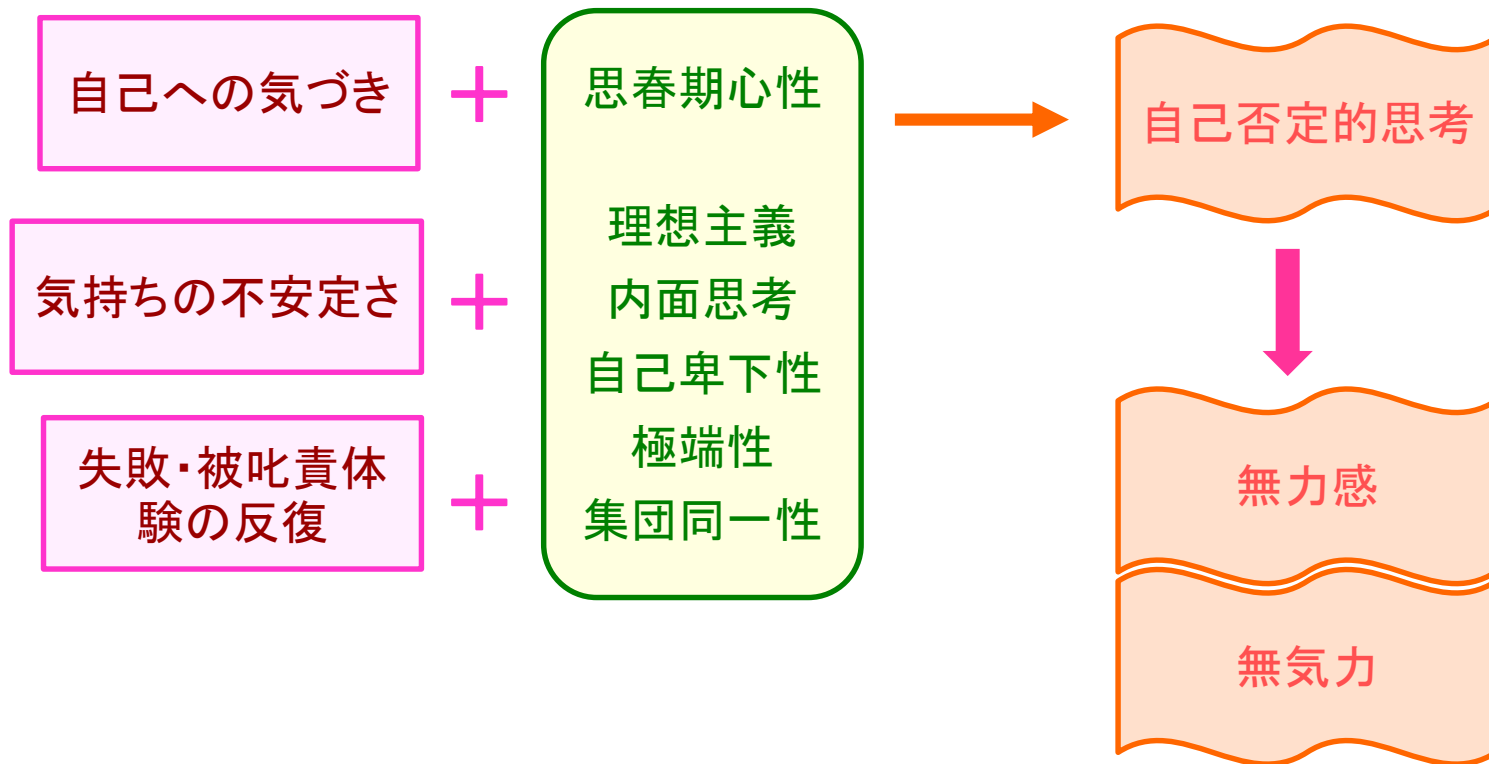 自己への気づき
+
思春期心性
自己否定的思考
理想主義
気持ちの不安定さ
+
内面思考
自己卑下性
極端性
集団同一性
失敗・被叱責体
験の反復
+
無力感
無気力